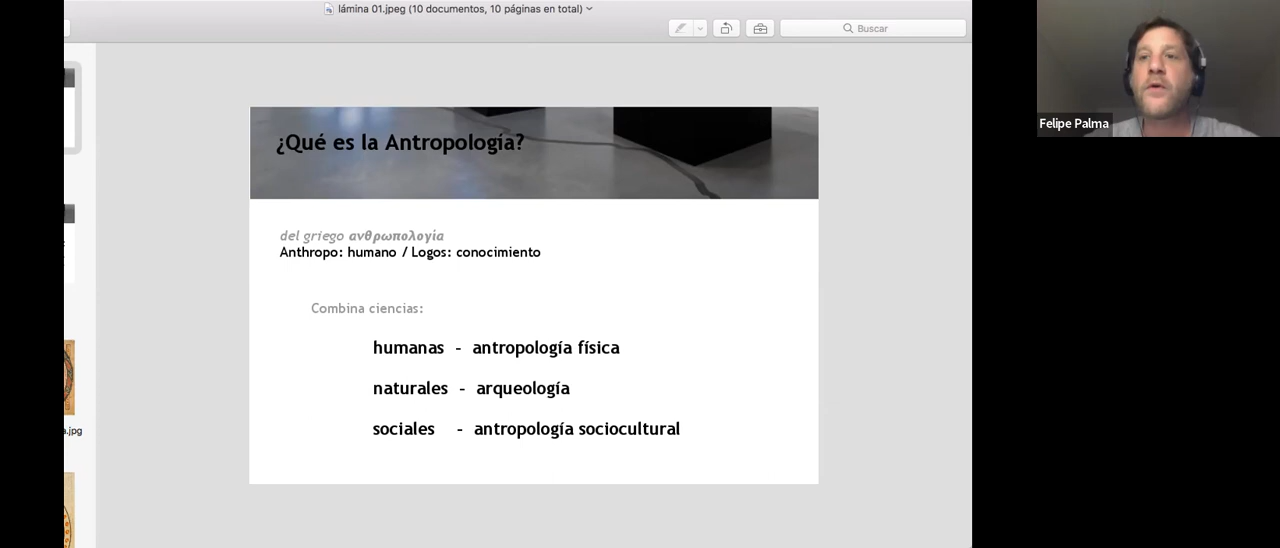 lámina 01.jpeg (10 documentos, 10 páginas en total)
Buscar
Felipe Palma
¿Qué es la Antropología?
del griego ανθρωπολογία
Anthropo: humano / Logos: conocimiento
Combina ciencias:
humanas - antropología física
naturales - arqueología
sociales - antropología sociocultural
a.jpg